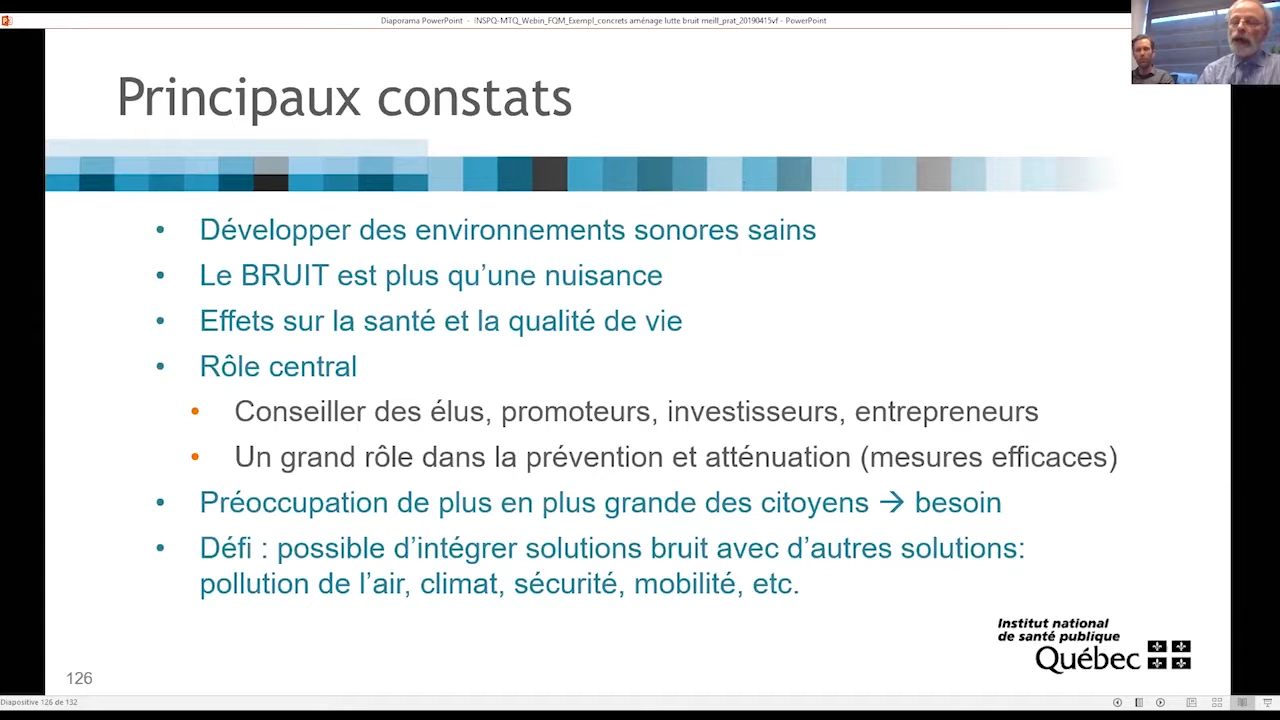 Diaporama PowerPoint - INSPQ-MTQ_Webin_FQM_Exempl_concrets aménage lutte bruit meill_prat_20190415vf - PowerPoint
Principaux constats
• Développer des environnements sonores sains
• Le BRUIT est plus qu’une nuisance
• Effets sur la santé et la qualité de vie
• Rôle central
• Conseiller des élus, promoteurs, investisseurs, entrepreneurs
• Un grand rôle dans la prévention et atténuation (mesures efficaces)
• Préoccupation de plus en plus grande des citoyens → besoin
• Défi : possible d’intégrer solutions bruit avec d’autres solutions:
pollution de l’air, climat, sécurité, mobilité, etc.
Institut national
de santé publique
Québec
126
Diapositive 126 de 132